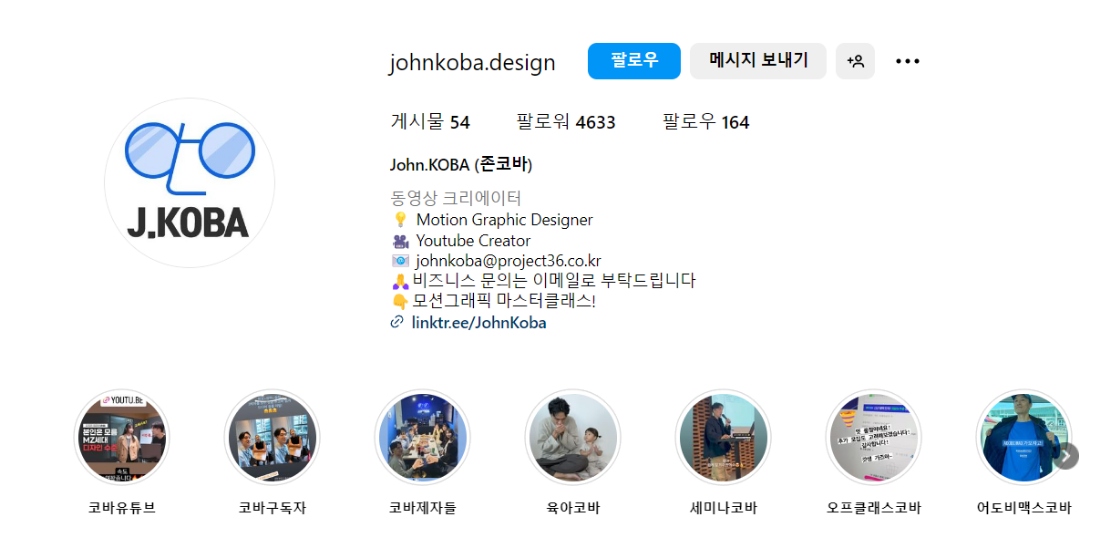 johnkoba.design 팔로우 메시지 보내기
게시물 54 팔로워 4633 팔로우 164
J.KOBA
John.KOBA (존코바)
동영상 크리에이터
💡 Motion Graphic Designer
🎥 Youtube Creator
📧 johnkoba@project36.co.kr
🙏비즈니스 문의는 이메일로 부탁드립니다
👇모션그래픽 마스터클래스!
linktr.ee/JohnKoba
YOUTU.BE
본인은 모름
MZ세대
디자인 수
코바유튜브 코바구독자 코바제자들 육아코바 세미나코바 오프클래스코바 어도비맥스코바